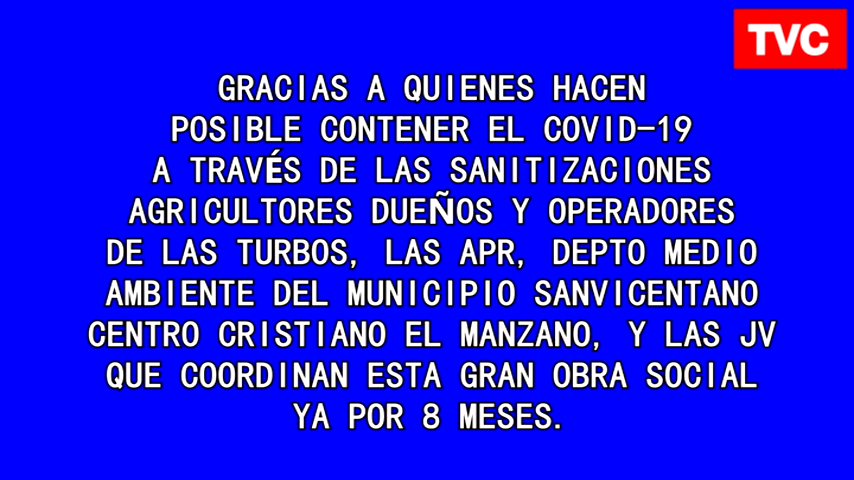 TVC
GRACIAS A QUIENES HACEN
POSIBLE CONTENER EL COVID-19
A TRAVÉS DE LAS SANITIZACIONES
AGRICULTORES DUEÑOS Y OPERADORES
DE LAS TURBOS, LAS APR, DEPTO MEDIO
AMBIENTE DEL MUNICIPIO SANVICENTANO
CENTRO CRISTIANO EL MANZANO, Y LAS JV
QUE COORDINAN ESTA GRAN OBRA SOCIAL
YA POR 8 MESES.